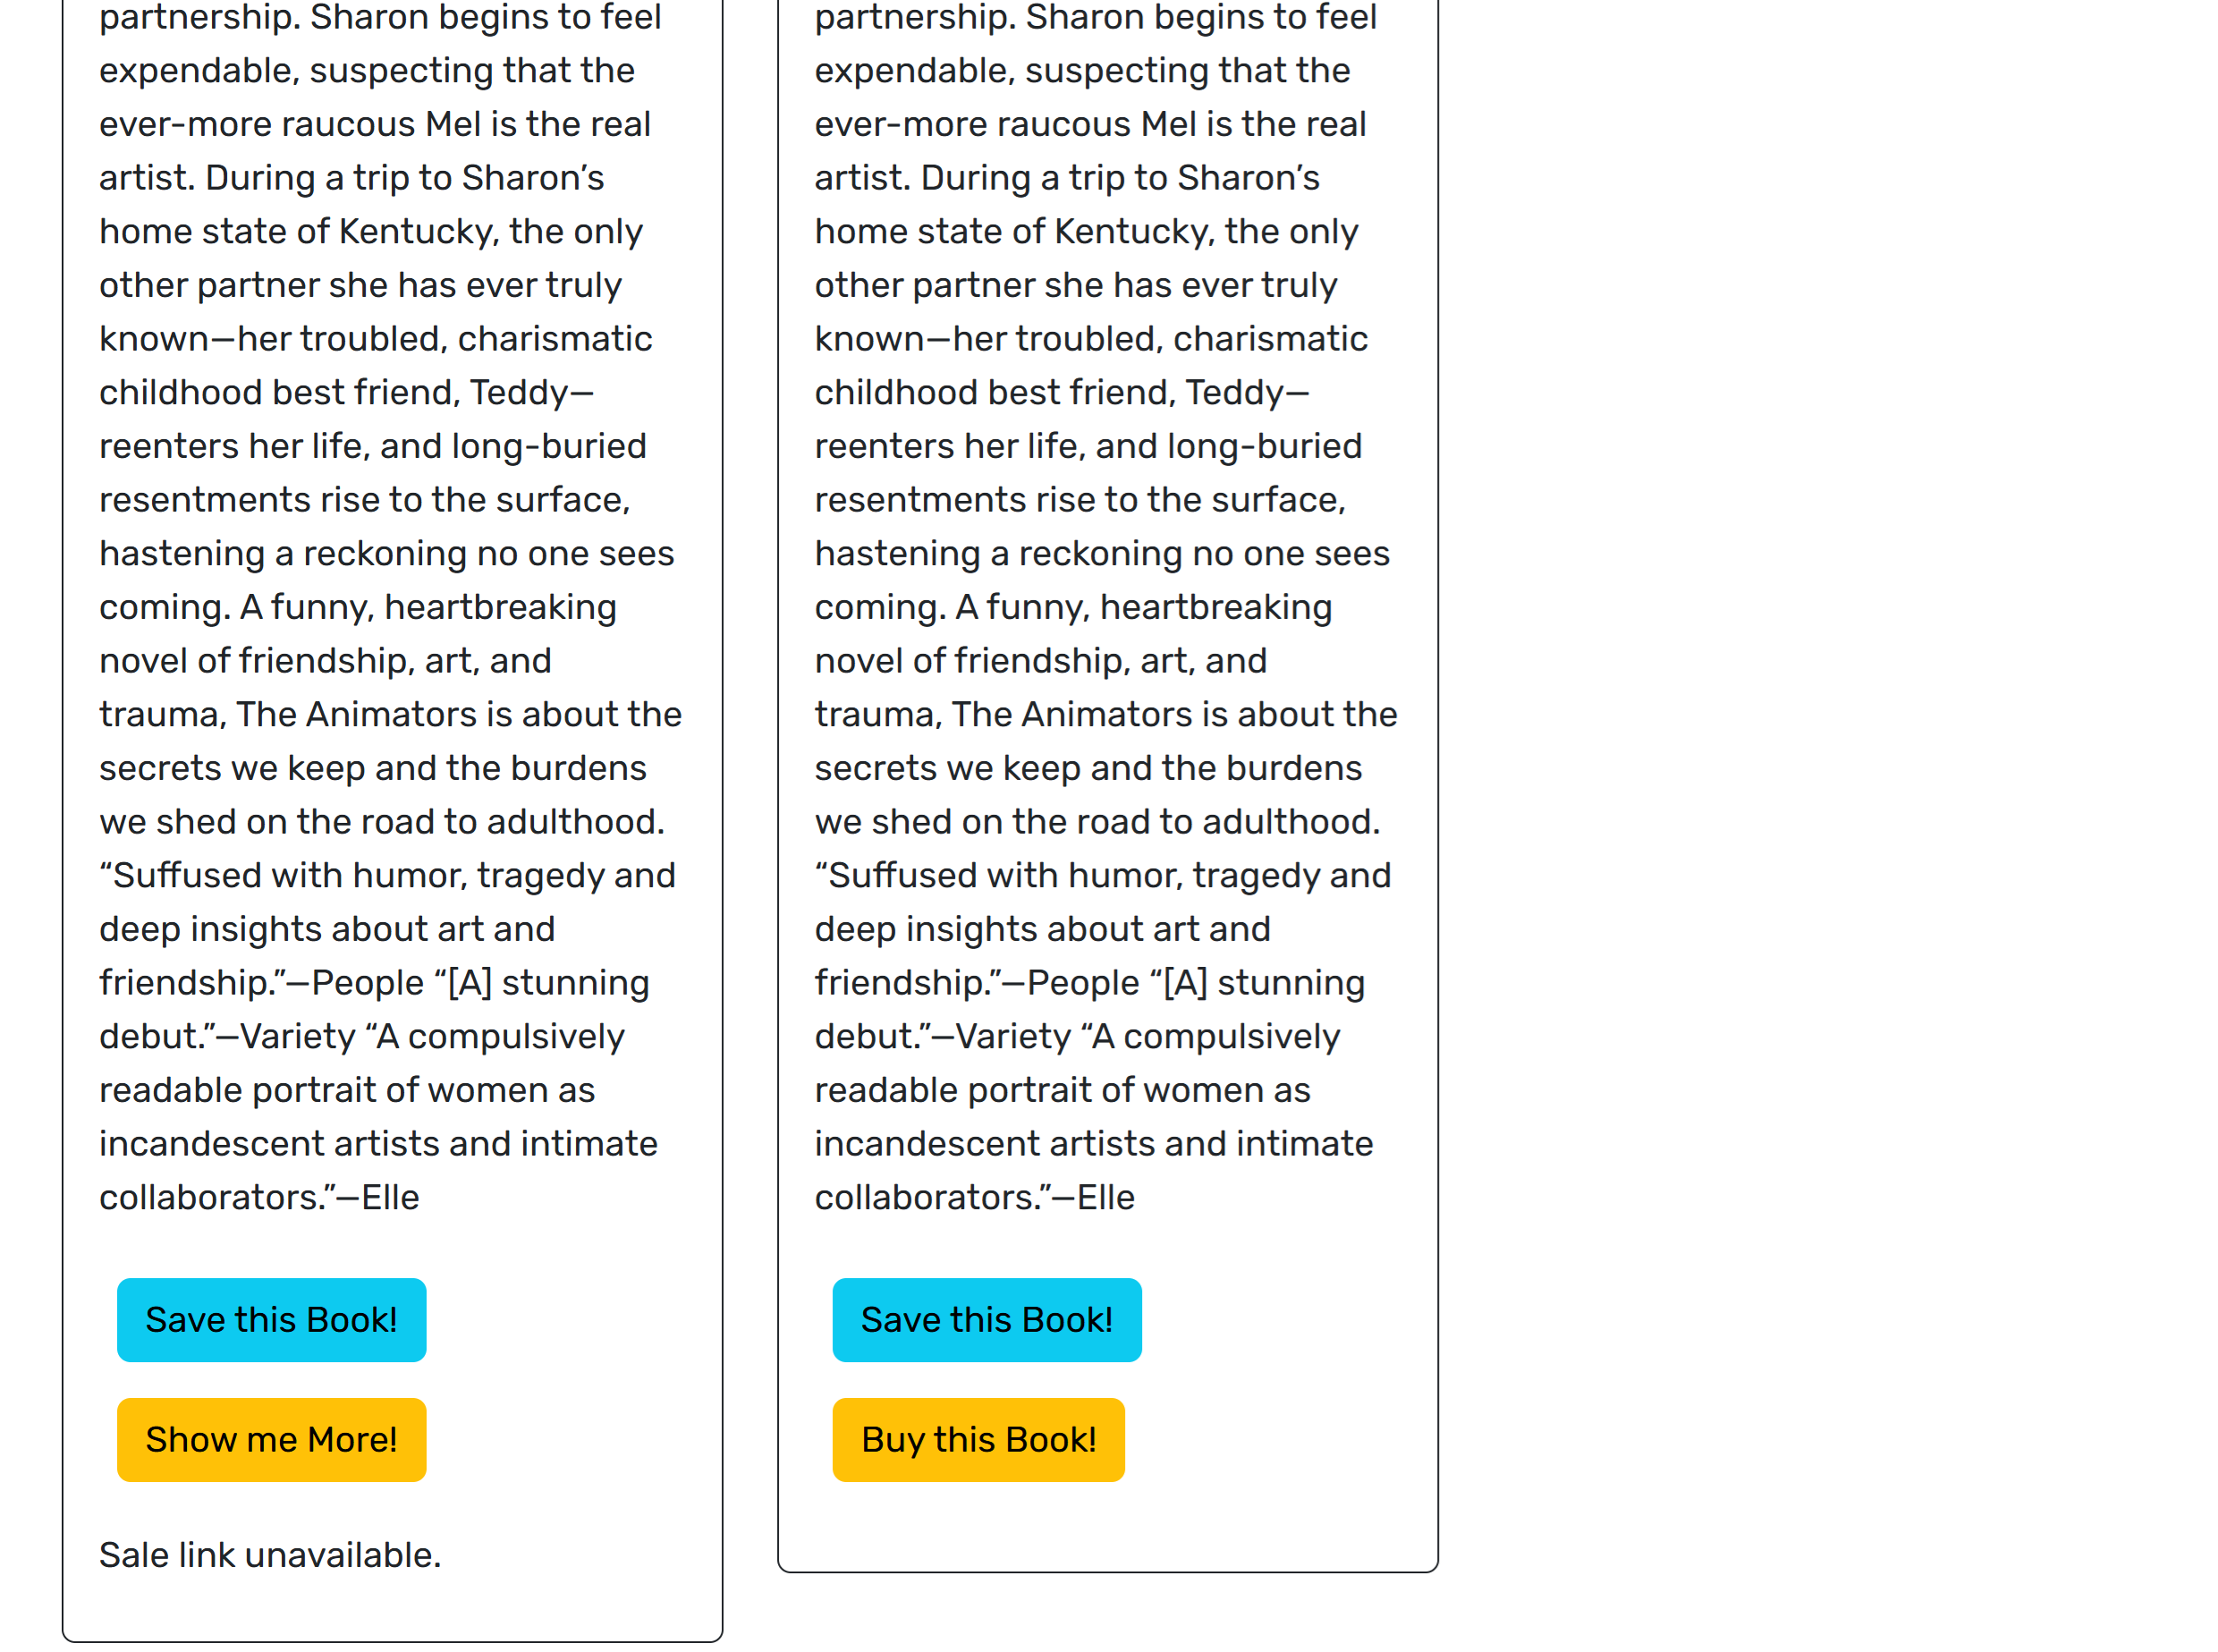 partnership. Sharon begins to feel
expendable, suspecting that the
ever-more raucous Mel is the real
artist. During a trip to Sharon’s
home state of Kentucky, the only
other partner she has ever truly
known—her troubled, charismatic
childhood best friend, Teddy—
reenters her life, and long-buried
resentments rise to the surface,
hastening a reckoning no one sees
coming. A funny, heartbreaking
novel of friendship, art, and
trauma, The Animators is about the
secrets we keep and the burdens
we shed on the road to adulthood.
“Suffused with humor, tragedy and
deep insights about art and
friendship.”—People “[A] stunning
debut.”—Variety “A compulsively
readable portrait of women as
incandescent artists and intimate
collaborators.”—Elle
Save this Book!
Show me More!
Sale link unavailable.
partnership. Sharon begins to feel
expendable, suspecting that the
ever-more raucous Mel is the real
artist. During a trip to Sharon’s
home state of Kentucky, the only
other partner she has ever truly
known—her troubled, charismatic
childhood best friend, Teddy—
reenters her life, and long-buried
resentments rise to the surface,
hastening a reckoning no one sees
coming. A funny, heartbreaking
novel of friendship, art, and
trauma, The Animators is about the
secrets we keep and the burdens
we shed on the road to adulthood.
“Suffused with humor, tragedy and
deep insights about art and
friendship.”—People “[A] stunning
debut.”—Variety “A compulsively
readable portrait of women as
incandescent artists and intimate
collaborators.”—Elle
Save this Book!
Buy this Book!